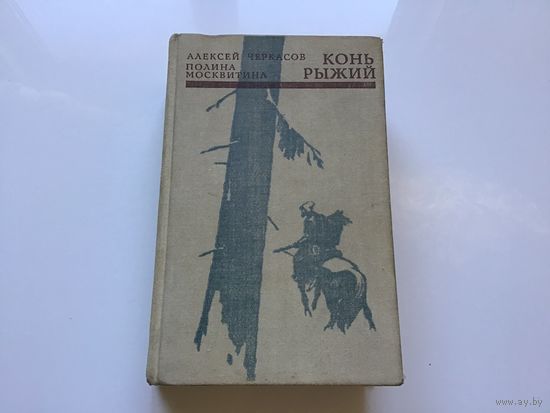 АЛЕКСЕЙ ЧЕРКАСОВ
ПОЛИНА
МОСКВИТИНА
КОНЬ
РЫЖИЙ
www.ay.by